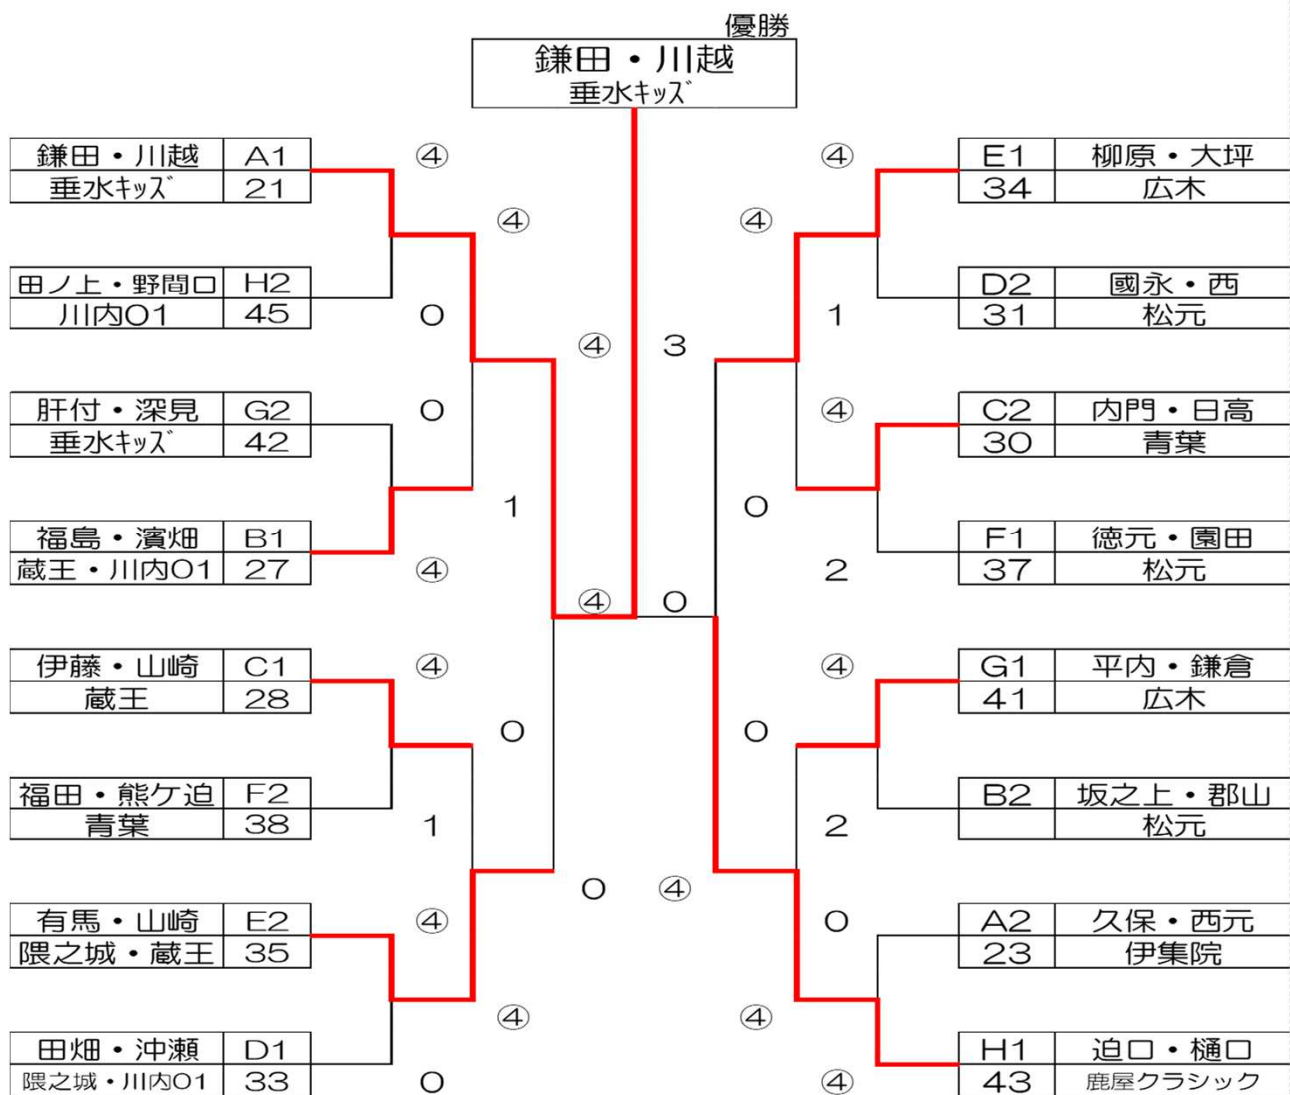 優勝
鎌田・川越
垂水キッズ
鎌田・川越 A1 ④
垂水キッズ 21
④
田ノ上・野間口 H2
川内01 45 0
④
肝付・深見 G2 0
垂水キッズ 42
1
福島・濱畑 B1
蔵王・川内01 27 ④
④
伊藤・山崎 C1 ④
蔵王 28
0
福田・熊ケ迫 F2
青葉 38 1
0
有馬・山崎 E2 ④
隈之城・蔵王 35
④
田畑・沖瀬 D1
隈之城・川内01 33 0
④ E1 柳原・大坪
34 広木
④
D2 國永・西
1 31 松元
3
④ C2 内門・日高
30 青葉
0
F1 徳元・園田
2 37 松元
0
④ G1 平内・鎌倉
41 広木
0
B2 坂之上・郡山
2 松元
④
0 A2 久保・西元
23 伊集院
④
H1 迫口・樋口
④ 43 鹿屋クラシック